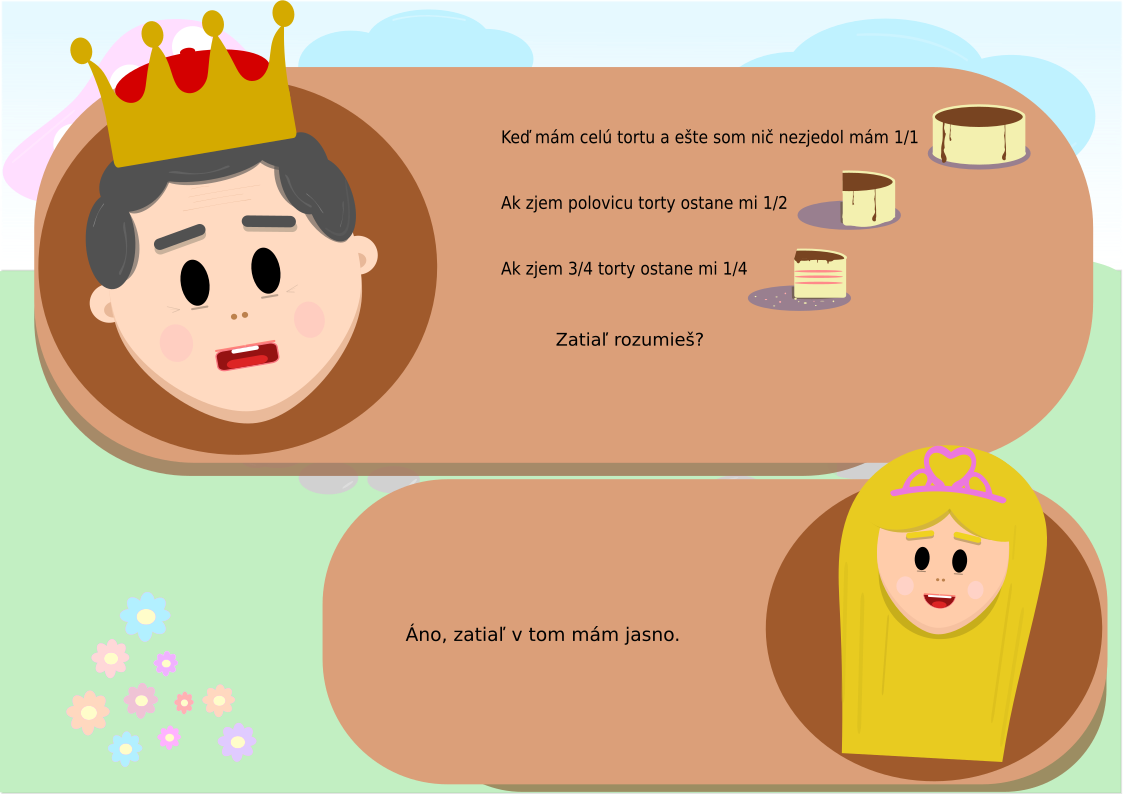 Keď mám celú tortu a ešte som nič nezjedol mám 1/1
Ak zjem polovicu torty ostane mi 1/2
Ak zjem 3/4 torty ostane mi 1/4
Zatiaľ rozumieš?
Áno, zatiaľ v tom mám jasno.